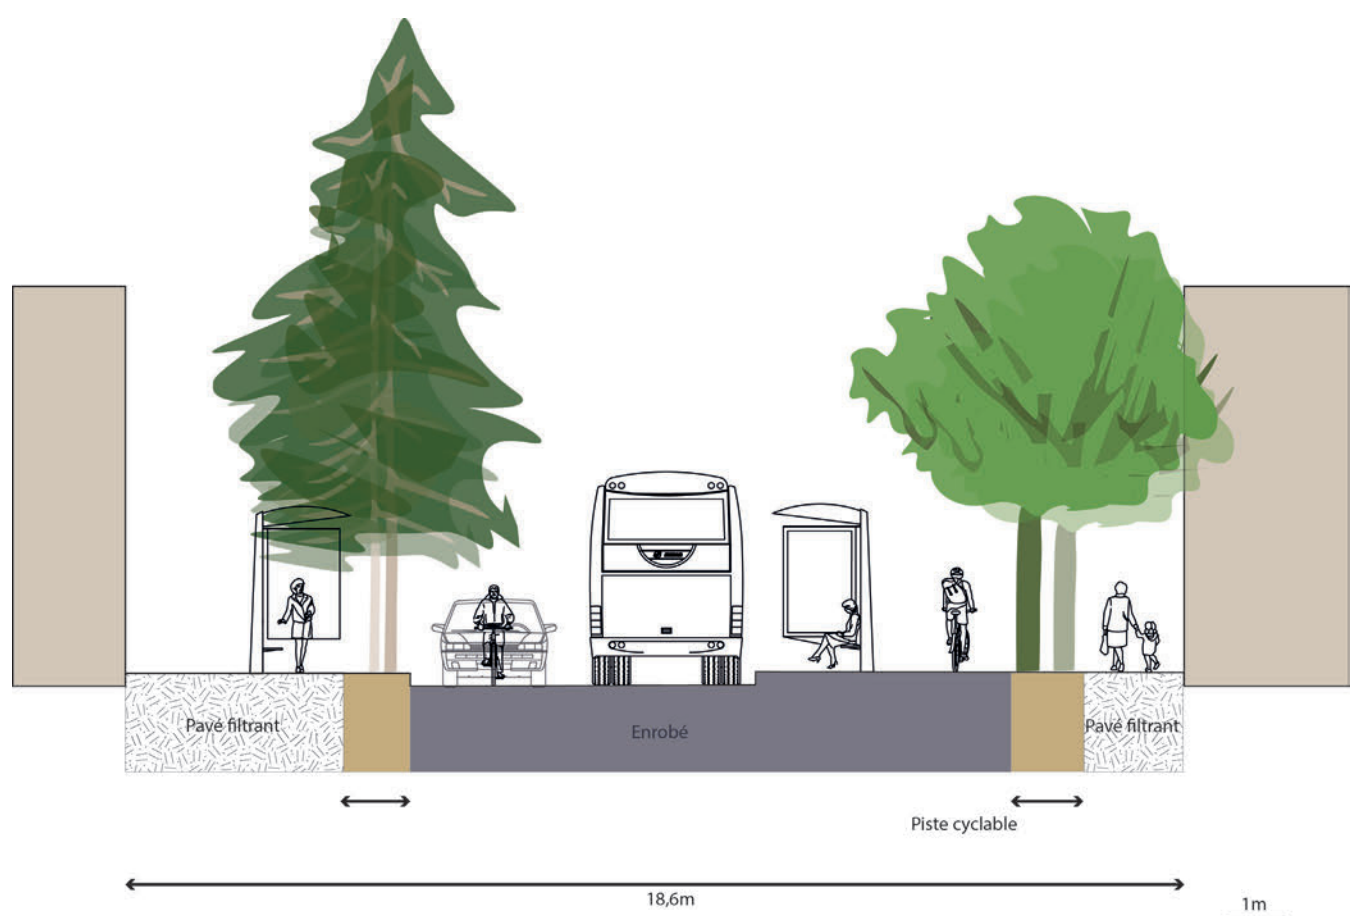 Pavé filtrant
Enrobé
Pavé filtrant
Piste cyclable
18,6m
1m